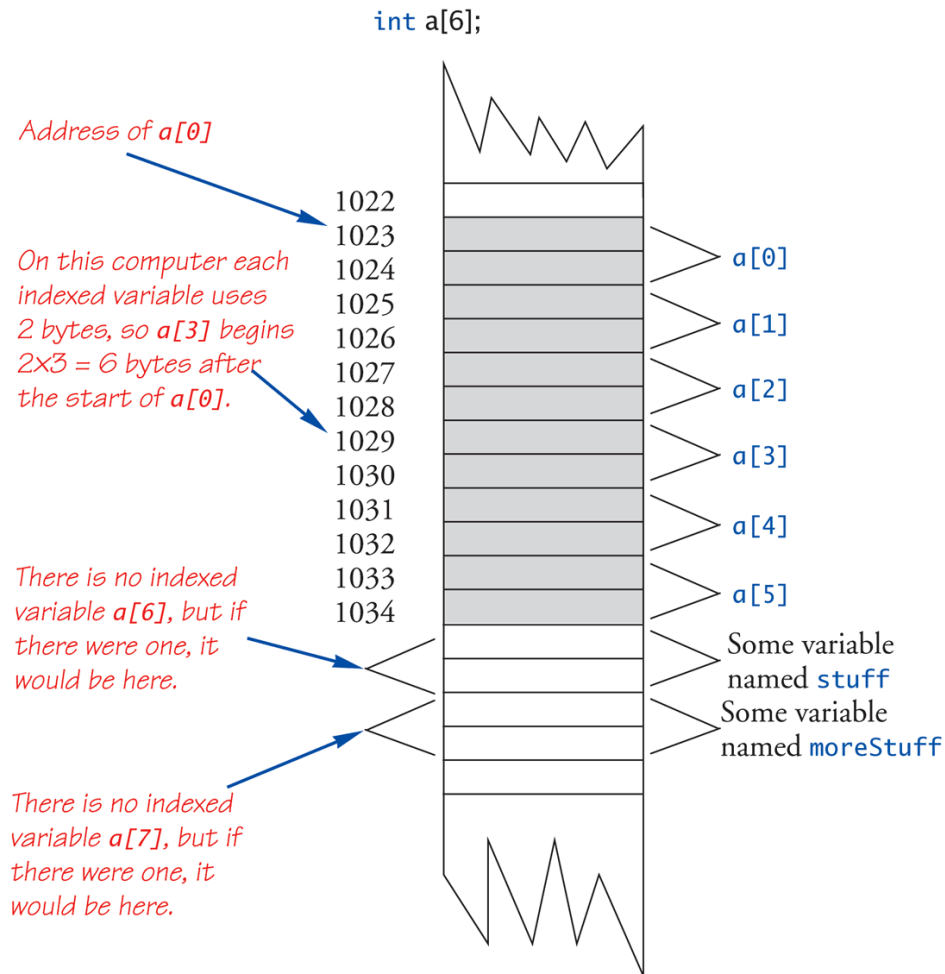 int a[6];
Address of a[0]
1022
1023
1024
On this computer each
indexed variable uses
2 bytes, so a[3] begins
2x3 = 6 bytes after
the start of a[0].
1025
1026
1027
1028
1029
1030
1031
1032
1033
1034
a[0]
a[1]
a[2]
a[3]
a[4]
a[5]
There is no indexed
variable a[6], but if
there were one, it
would be here.
Some variable
named stuff
Some variable
named moreStuff
There is no indexed
variable a[7], but if
there were one, it
would be here.